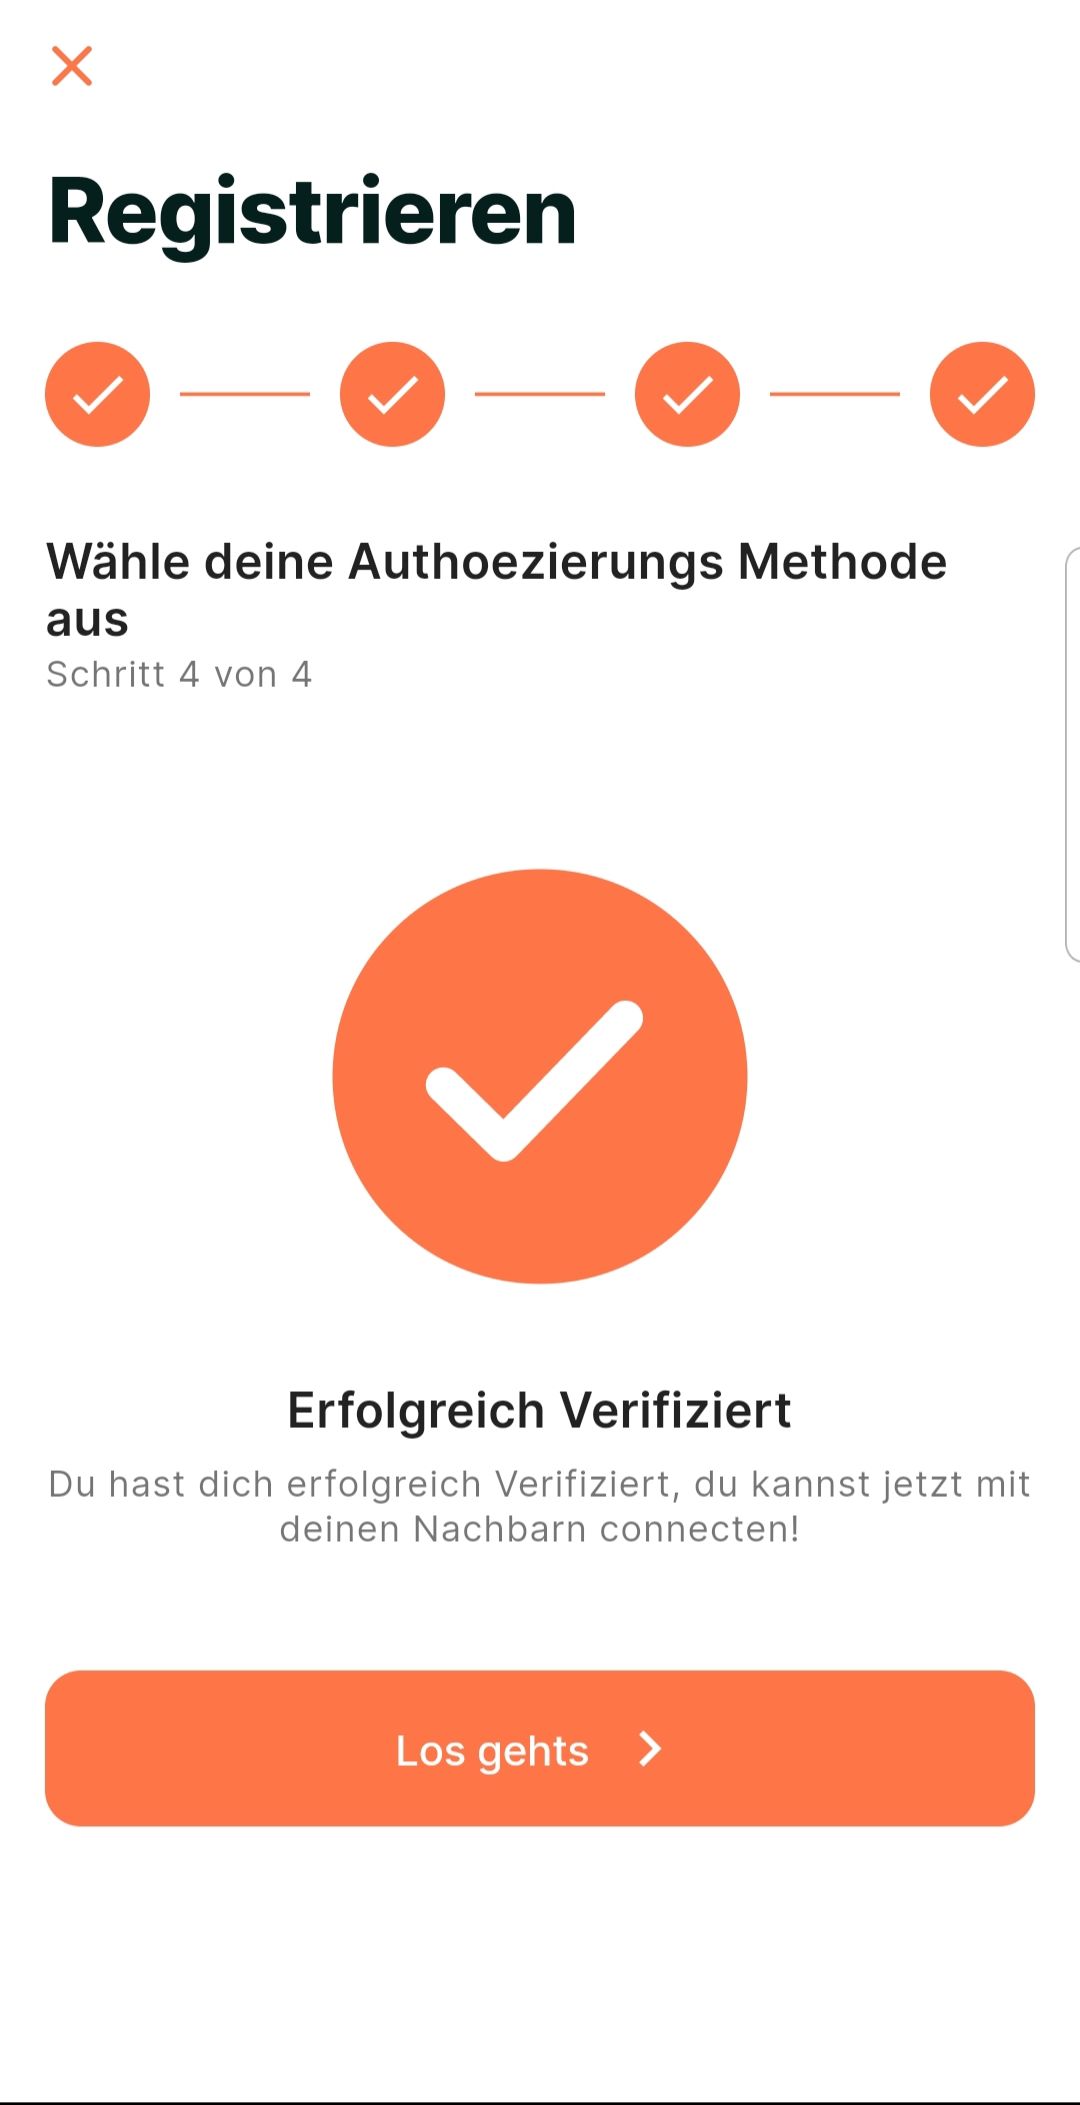 Registrieren
Wähle deine Authoezierungs Methode
aus
Schritt 4 von 4
Erfolgreich Verifiziert
Du hast dich erfolgreich Verifiziert, du kannst jetzt mit
deinen Nachbarn connecten!
Los gehts